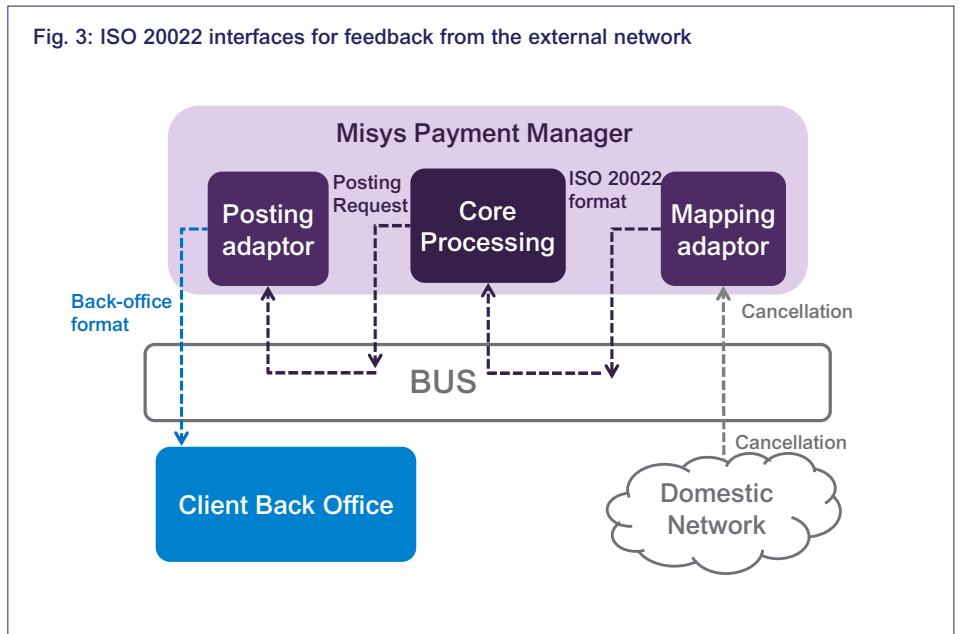 Fig. 3: ISO 20022 interfaces for feedback from the external network
Misys Payment Manager
Posting
adaptor
Posting
Request
Core
Processing
ISO 20022
format
Mapping
adaptor
Back-office
format
Cancellation
BUS
Cancellation
Client Back Office
Domestic
Network